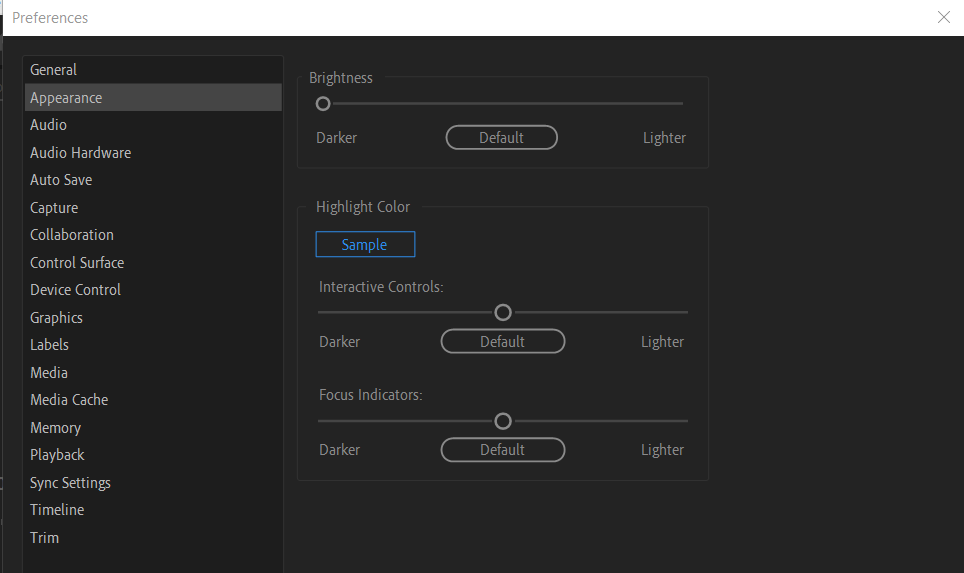 Preferences
General
Appearance
Audio
Audio Hardware
Auto Save
Capture
Collaboration
Control Surface
Device Control
Graphics
Labels
Media
Media Cache
Memory
Playback
Sync Settings
Timeline
Trim
Brightness
Darker Default Lighter
Highlight Color
Sample
Interactive Controls:
Darker Default Lighter
Focus Indicators:
Darker Default Lighter